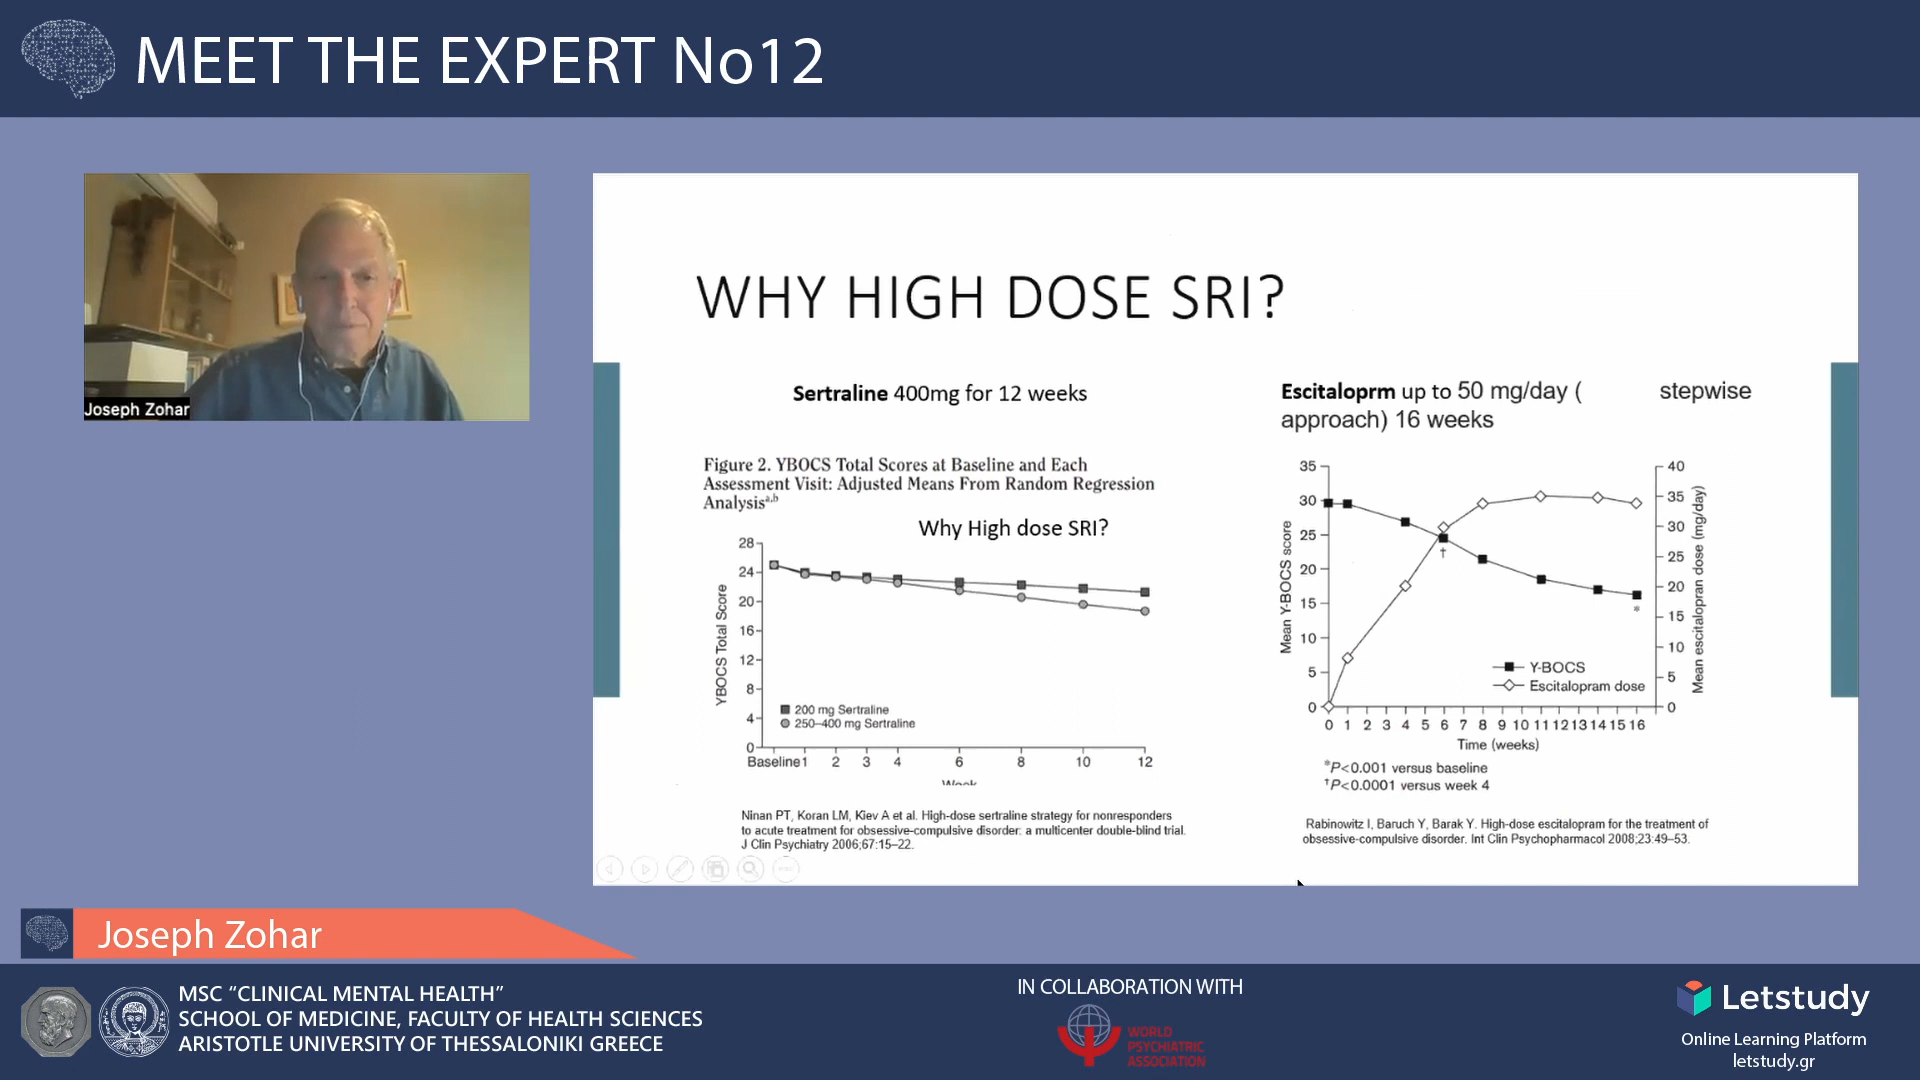 MEET THE EXPERT No12
Joseph Zohar
WHY HIGH DOSE SRI?
Sertraline 400mg for 12 weeks
Figure 2. YBOCS Total Scores at Baseline and Each
Assessment Visit: Adjusted Means From Random Regression
Analysisa,b
Why High dose SRI?
28
24
20
16
12
8
4
0
YBOCS Total Score
200 mg Sertraline
250–400 mg Sertraline
Baseline 1 2 3 4 6 8 10 12
Week
Ninan PT, Koran LM, Kiev A et al. High-dose sertraline strategy for nonresponders
to acute treatment for obsessive-compulsive disorder: a multicenter double-blind trial.
J Clin Psychiatry 2006;67:15–22.
Escitaloprm up to 50 mg/day ( stepwise
approach) 16 weeks
35
30
25
20
15
10
5
0
Mean Y-BOCS score
40
35
30
25
20
15
10
5
0
Mean escitalopran dose (mg/day)
†
*
Y-BOCS
Escitalopram dose
0 1 2 3 4 5 6 7 8 9 10 11 12 13 14 15 16
Time (weeks)
*P<0.001 versus baseline
†P<0.0001 versus week 4
Rabinowitz I, Baruch Y, Barak Y. High-dose escitalopram for the treatment of
obsessive-compulsive disorder. Int Clin Psychopharmacol 2008;23:49–53.
Joseph Zohar
MSC “CLINICAL MENTAL HEALTH”
SCHOOL OF MEDICINE, FACULTY OF HEALTH SCIENCES
ARISTOTLE UNIVERSITY OF THESSALONIKI GREECE
IN COLLABORATION WITH
WORLD
PSYCHIATRIC
ASSOCIATION
Letstudy
Online Learning Platform
letstudy.gr